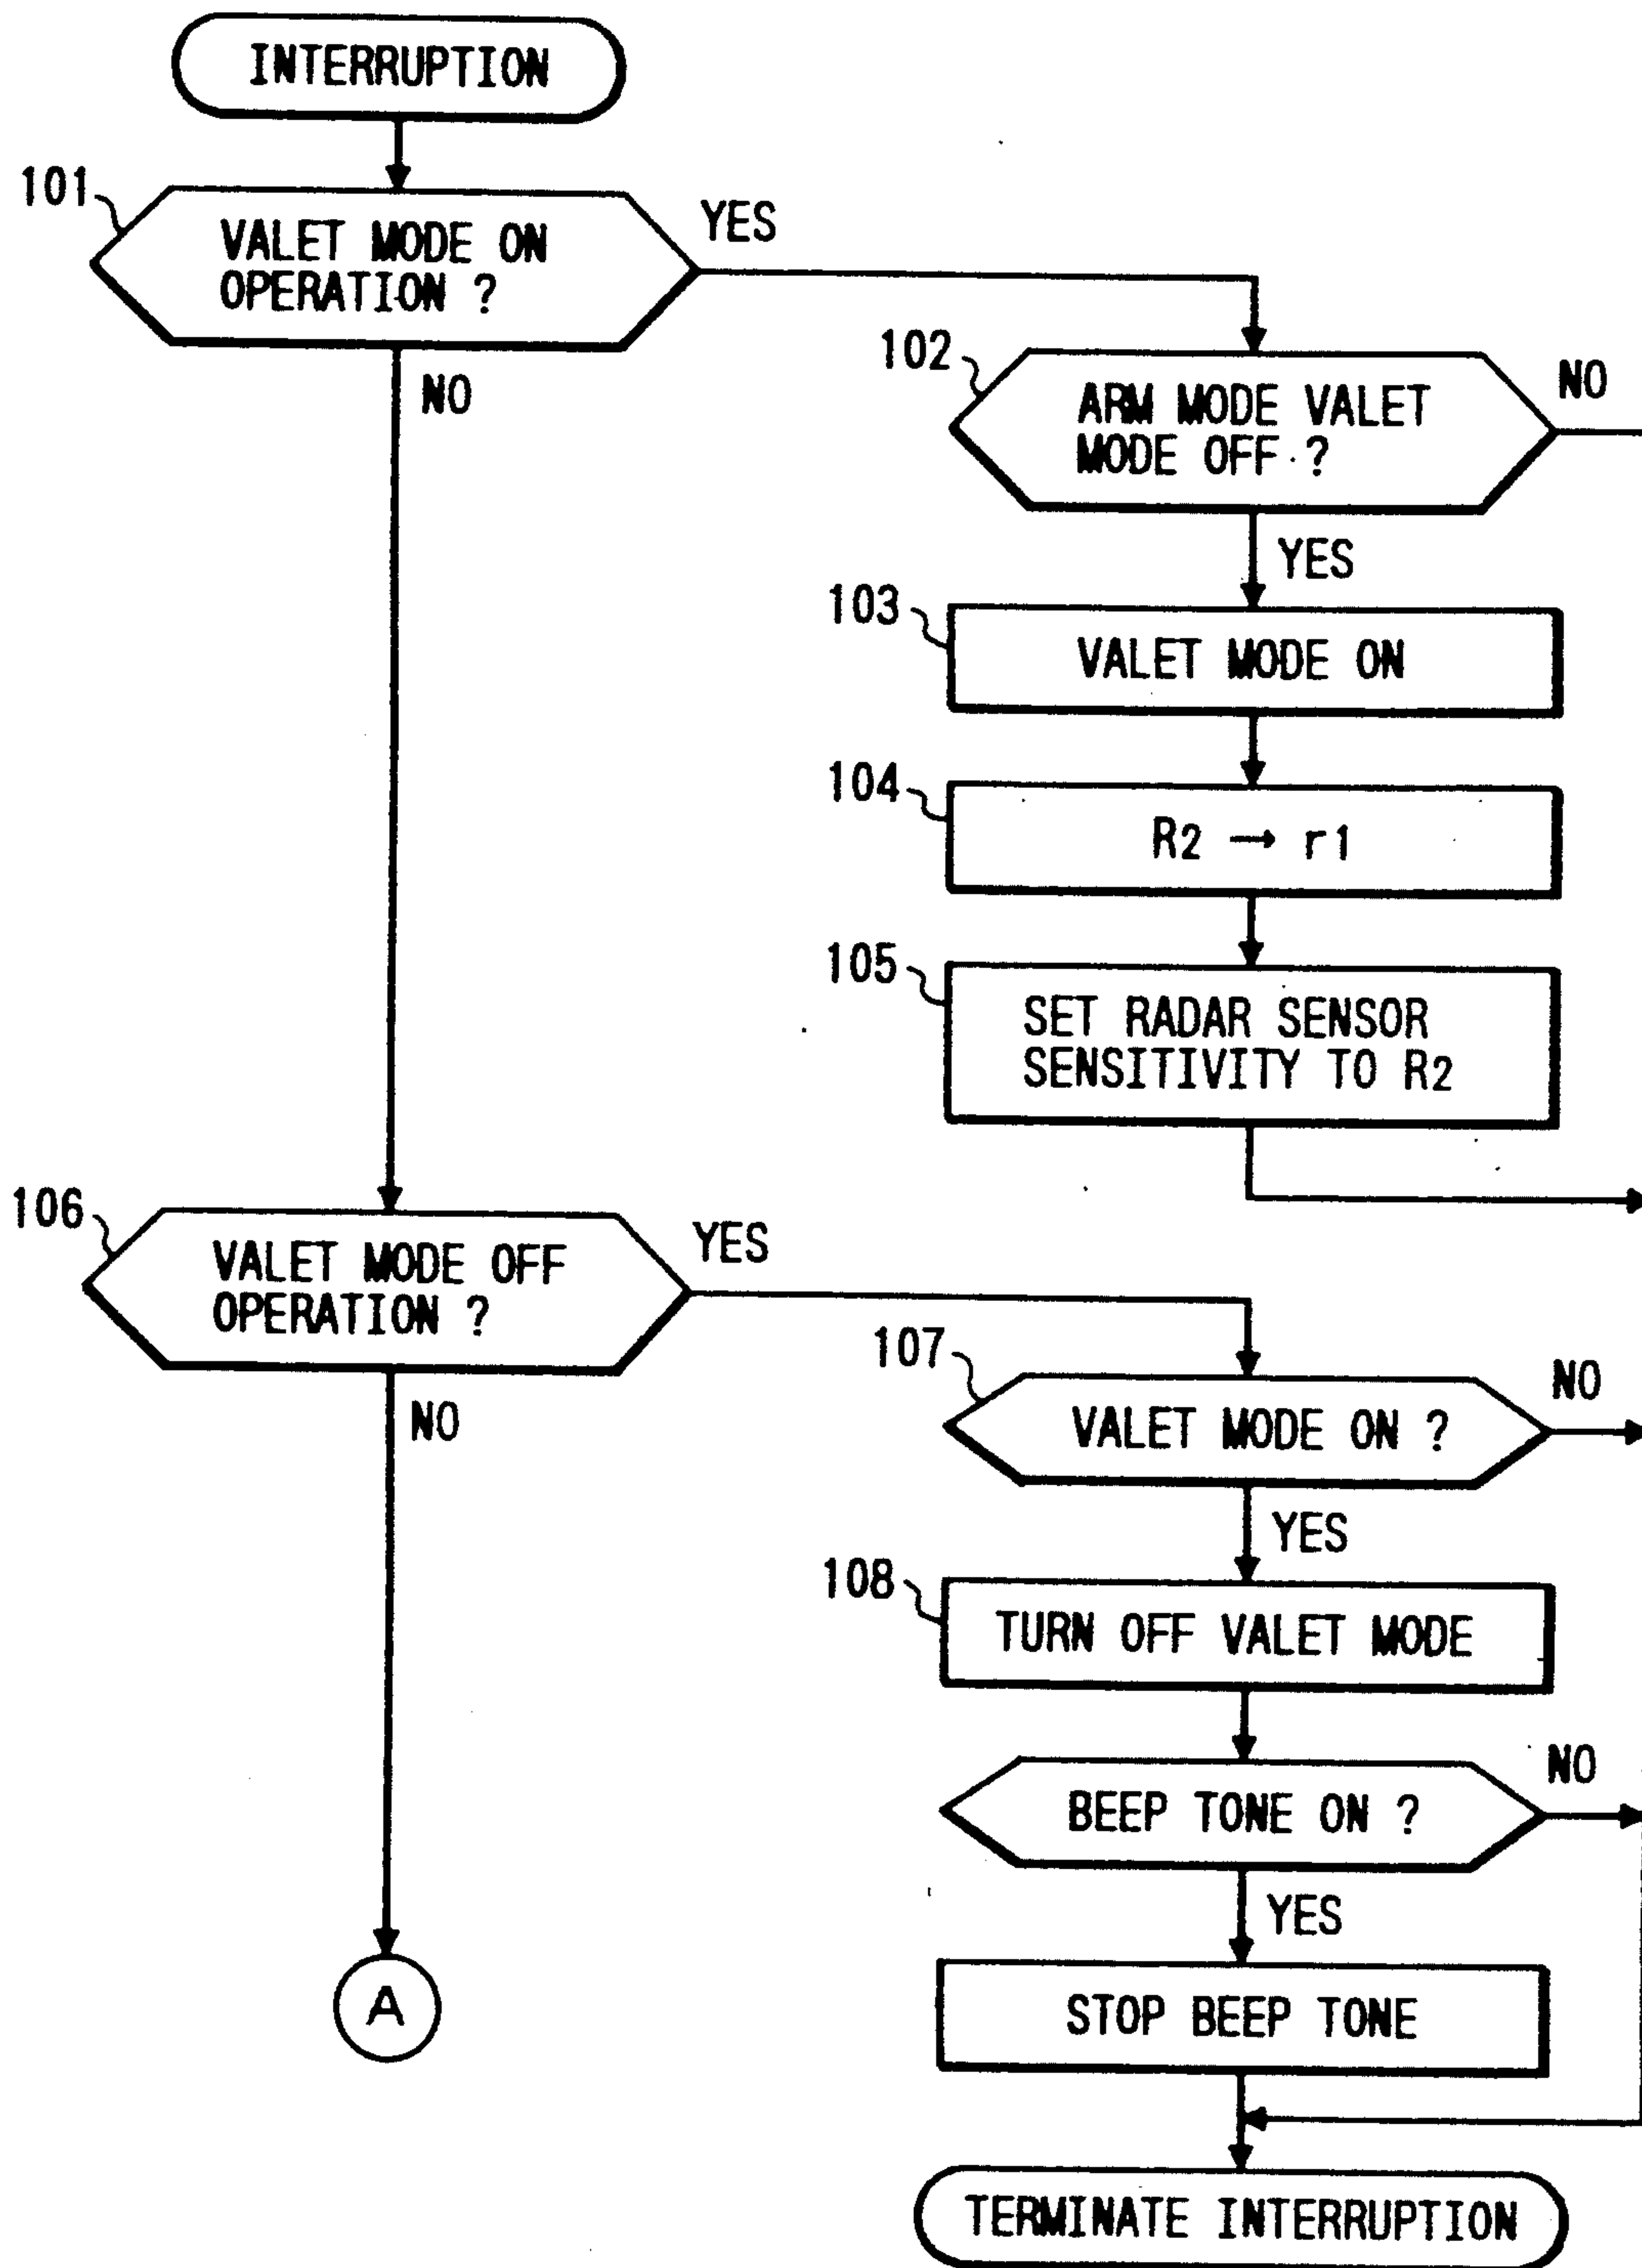 INTERRUPTION
101
VALET MODE ON
OPERATION ?
YES
NO
102
ARM MODE VALET
MODE OFF ?
NO
YES
103
VALET MODE ON
104
R2 → r1
105
SET RADAR SENSOR
SENSITIVITY TO R2
106
VALET MODE OFF
OPERATION ?
YES
NO
107
VALET MODE ON ?
NO
YES
108
TURN OFF VALET MODE
BEEP TONE ON ?
NO
YES
STOP BEEP TONE
A
TERMINATE INTERRUPTION